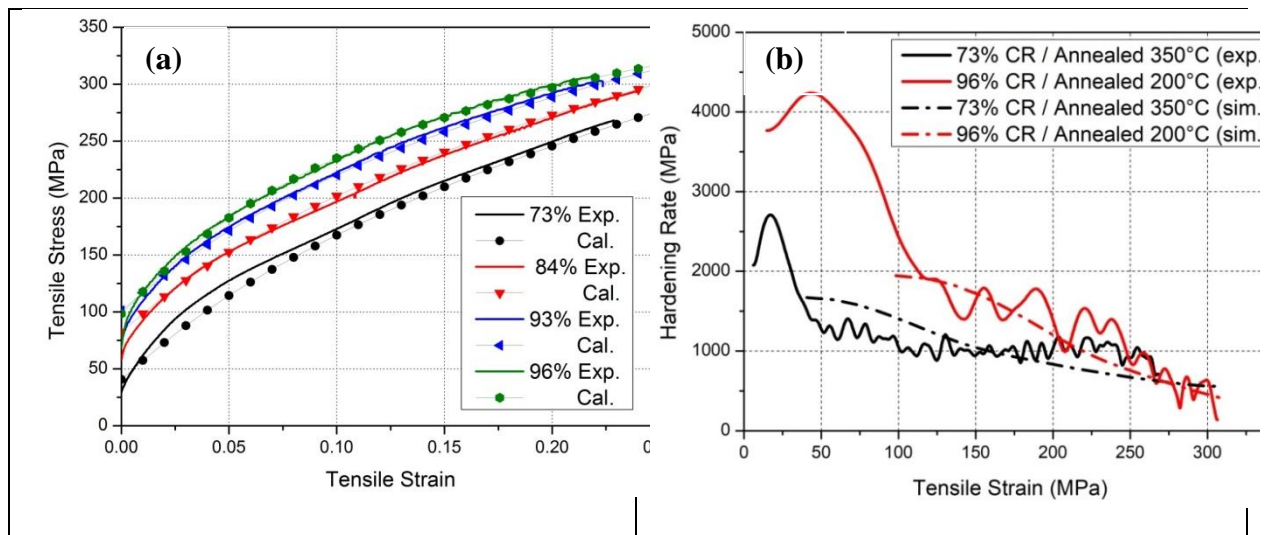 (a)
Tensile Stress (MPa)
350
300
250
200
150
100
50
0
0.00
0.05
0.10
0.15
0.20
0
Tensile Strain
73% Exp.
Cal.
84% Exp.
Cal.
93% Exp.
Cal.
96% Exp.
Cal.
(b)
Hardening Rate (MPa)
5000
4000
3000
2000
1000
0
0
50
100
150
200
250
300
Tensile Strain (MPa)
73% CR / Annealed 350°C (exp.
96% CR / Annealed 200°C (exp.
73% CR / Annealed 350°C (sim.
96% CR / Annealed 200°C (sim.